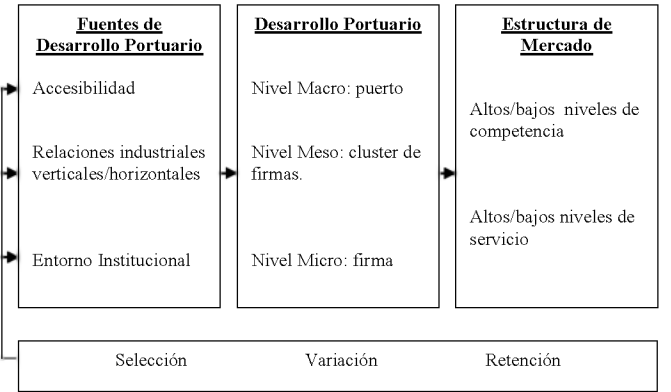 Fuentes de
Desarrollo Portuario
Accesibilidad
Relaciones industriales
verticales/horizontales
Entorno Institucional
Desarrollo Portuario
Nivel Macro: puerto
Nivel Meso: cluster de
firmas.
Nivel Micro: firma
Estructura de
Mercado
Altos/bajos niveles de
competencia
Altos/bajos niveles de
servicio
Selección Variación Retención